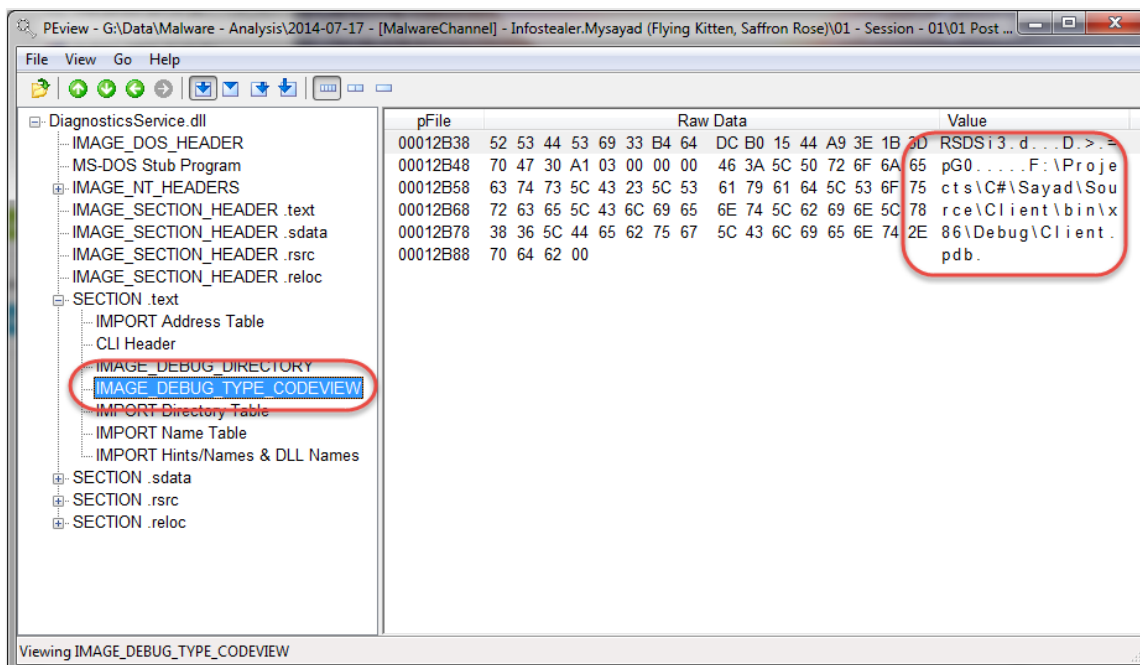 PEview - G:\Data\Malware - Analysis\2014-07-17 - [MalwareChannel] - Infostealer.Mysayad (Flying Kitten, Saffron Rose)\01 - Session - 01\01 Post ...
File View Go Help
DiagnosticsService.dll
IMAGE_DOS_HEADER
MS-DOS Stub Program
IMAGE_NT_HEADERS
IMAGE_SECTION_HEADER .text
IMAGE_SECTION_HEADER .sdata
IMAGE_SECTION_HEADER .rsrc
IMAGE_SECTION_HEADER .reloc
SECTION .text
IMPORT Address Table
CLI Header
IMAGE_DEBUG_DIRECTORY
IMAGE_DEBUG_TYPE_CODEVIEW
IMPORT Directory Table
IMPORT Name Table
IMPORT Hints/Names & DLL Names
SECTION .sdata
SECTION .rsrc
SECTION .reloc
pFile Raw Data Value
00012B38 52 53 44 53 69 33 B4 64 DC B0 15 44 A9 3E 1B 3D RSDSi3.d...D.>.=
00012B48 70 47 30 A1 03 00 00 00 46 3A 5C 50 72 6F 6A 65 pG0.....F:\Proje
00012B58 63 74 73 5C 43 23 5C 53 61 79 61 64 5C 53 6F 75 cts\C#\Sayad\Sou
00012B68 72 63 65 5C 43 6C 69 65 6E 74 5C 62 69 6E 5C 78 rce\Client\bin\x
00012B78 38 36 5C 44 65 62 75 67 5C 43 6C 69 65 6E 74 2E 86\Debug\Client.
00012B88 70 64 62 00 pdb.
Viewing IMAGE_DEBUG_TYPE_CODEVIEW